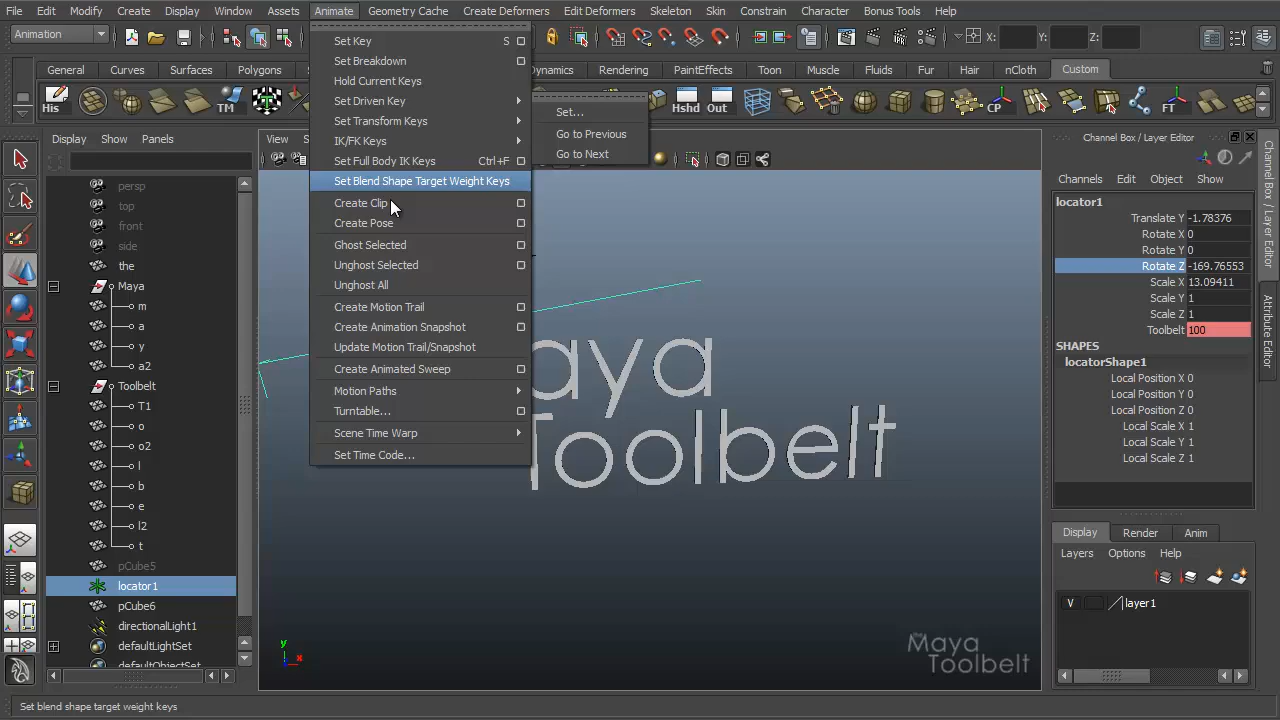 File Edit Modify Create Display Window Assets Animate Geometry Cache Create Deformers Edit Deformers Skeleton Skin Constrain Character Bonus Tools Help
Animation X: Y: Z:
General Curves Surfaces Polygons Dynamics Rendering PaintEffects Toon Muscle Fluids Fur Hair nCloth Custom
His TM Hshd Out CP FT
Set Key S
Set Breakdown
Hold Current Keys
Set Driven Key
Set Transform Keys
IK/FK Keys
Set Full Body IK Keys Ctrl+F
Set Blend Shape Target Weight Keys
Create Clip
Create Pose
Ghost Selected
Unghost Selected
Unghost All
Create Motion Trail
Create Animation Snapshot
Update Motion Trail/Snapshot
Create Animated Sweep
Motion Paths
Turntable...
Scene Time Warp
Set Time Code...
Set...
Go to Previous
Go to Next
Display Show Panels
persp
top
front
side
the
Maya
m
a
y
a2
Toolbelt
T1
o
o2
l
b
e
l2
t
pCube5
locator1
pCube6
directionalLight1
defaultLightSet
defaultObjectSet
View
aya
Toolbelt
y
x
the
Maya
Toolbelt
Channel Box / Layer Editor
Channels Edit Object Show
locator1
Translate Y -1.78376
Rotate X 0
Rotate Y 0
Rotate Z -169.76553
Scale X 13.09411
Scale Y 1
Scale Z 1
Toolbelt 100
SHAPES
locatorShape1
Local Position X 0
Local Position Y 0
Local Position Z 0
Local Scale X 1
Local Scale Y 1
Local Scale Z 1
Display Render Anim
Layers Options Help
V layer1
Channel Box / Layer Editor
Attribute Editor
Set blend shape target weight keys